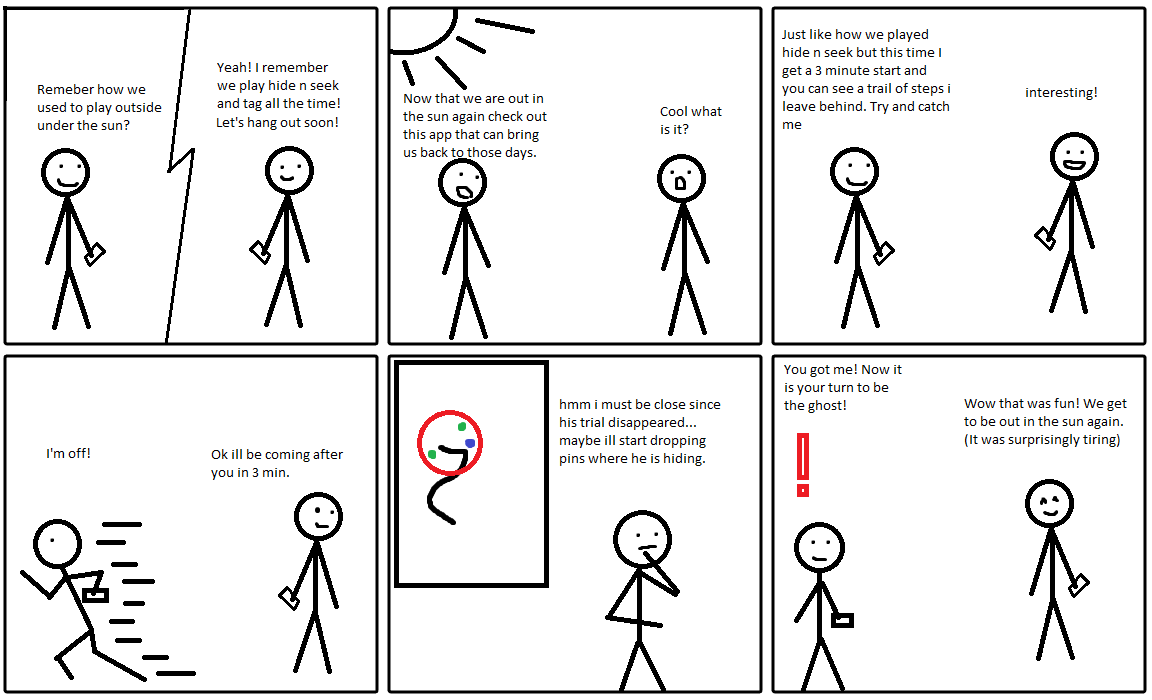 Remeber how we
used to play outside
under the sun?
Yeah! I remember
we play hide n seek
and tag all the time!
Let's hang out soon!
Now that we are out in
the sun again check out
this app that can bring
us back to those days.
Cool what
is it?
Just like how we played
hide n seek but this time I
get a 3 minute start and
you can see a trail of steps i
leave behind. Try and catch
me
interesting!
I'm off!
Ok ill be coming after
you in 3 min.
hmm i must be close since
his trial disappeared...
maybe ill start dropping
pins where he is hiding.
You got me! Now it
is your turn to be
the ghost!
Wow that was fun! We get
to be out in the sun again.
(It was surprisingly tiring)